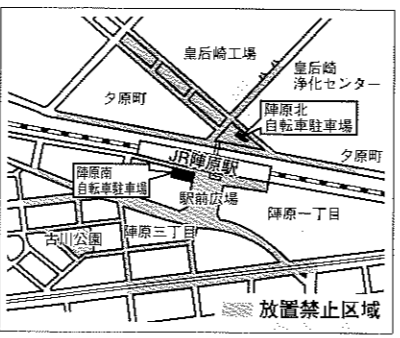 皇后崎工場
皇后崎
浄化センター
夕原町
陣原北
自転車駐車場
JR陣原駅
夕原町
陣原南
自転車駐車場
駅前広場
陣原一丁目
古川公園
陣原三丁目
放置禁止区域